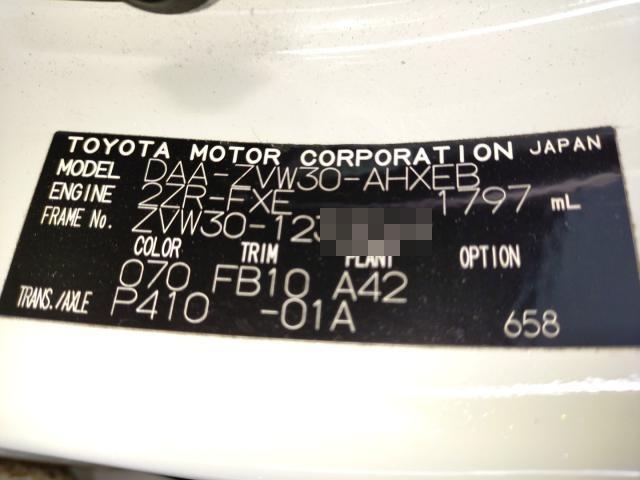 TOYOTA MOTOR CORPORATION JAPAN
MODEL DAA-ZVW30-AHXEB
ENGINE 2ZR-FXE 1797 mL
FRAME No. ZVW30-123
COLOR TRIM PLANT OPTION
070 FB10 A42
TRANS./AXLE P410 -01A 658